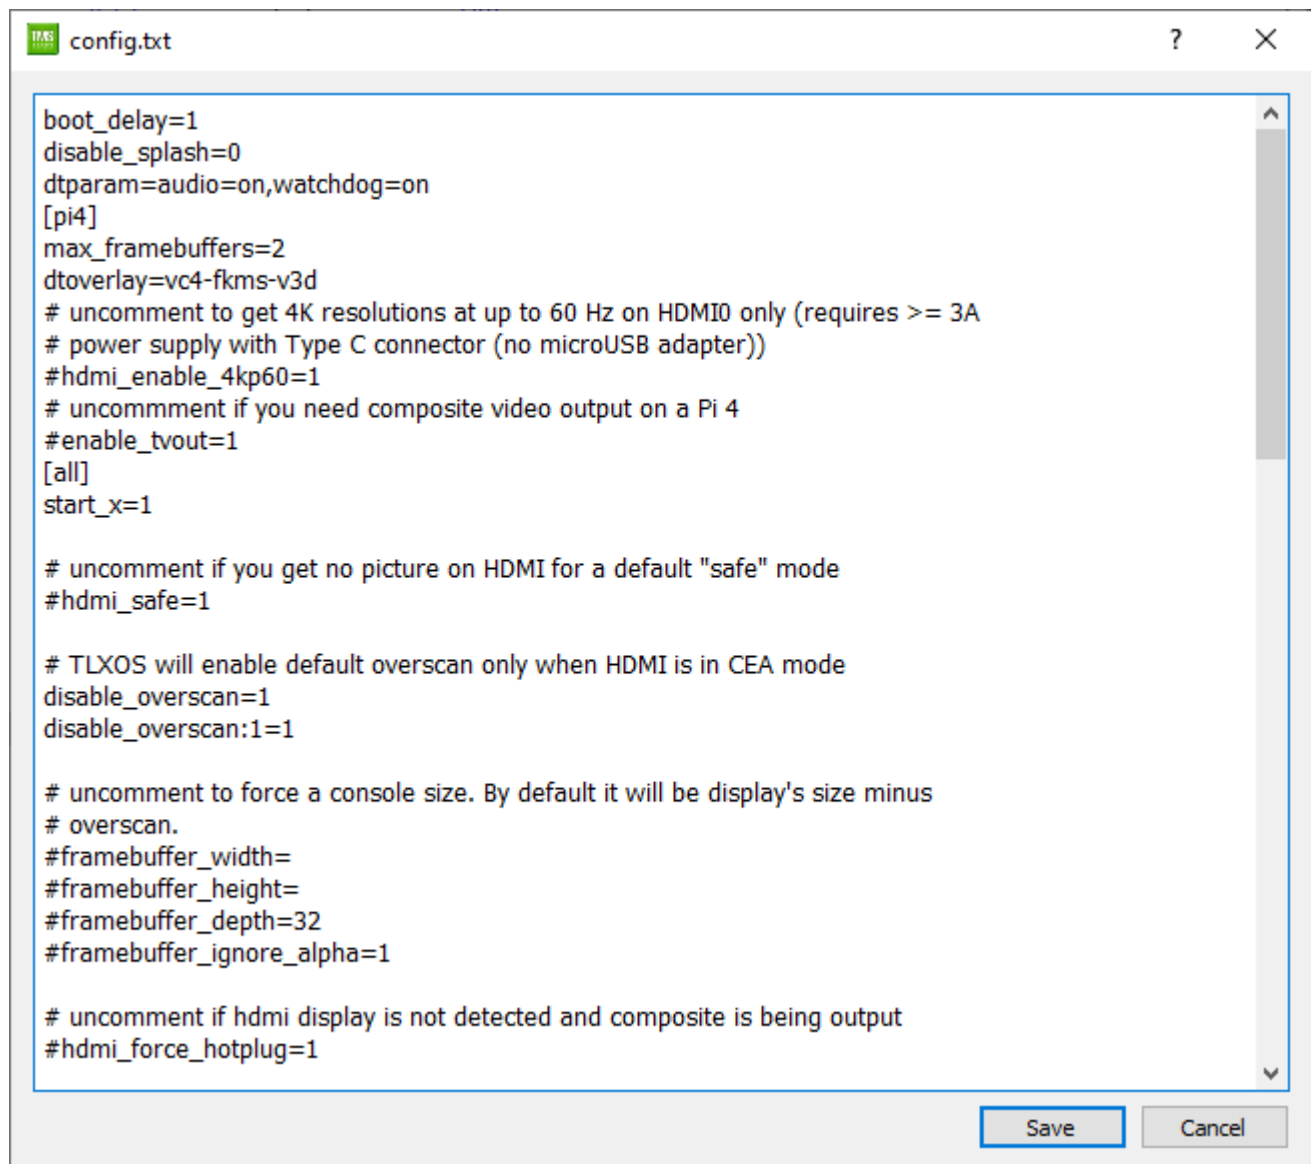 TMS
config.txt
?
boot_delay=1
disable_splash=0
dtparam=audio=on,watchdog=on
[pi4]
max_framebuffers=2
dtoverlay=vc4-fkms-v3d
# uncomment to get 4K resolutions at up to 60 Hz on HDMI0 only (requires >= 3A
# power supply with Type C connector (no microUSB adapter))
#hdmi_enable_4kp60=1
# uncommment if you need composite video output on a Pi 4
#enable_tvout=1
[all]
start_x=1
# uncomment if you get no picture on HDMI for a default "safe" mode
#hdmi_safe=1
# TLXOS will enable default overscan only when HDMI is in CEA mode
disable_overscan=1
disable_overscan:1=1
# uncomment to force a console size. By default it will be display's size minus
# overscan.
#framebuffer_width=
#framebuffer_height=
#framebuffer_depth=32
#framebuffer_ignore_alpha=1
# uncomment if hdmi display is not detected and composite is being output
#hdmi_force_hotplug=1
Save
Cancel